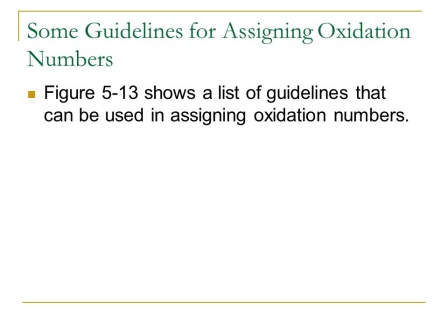 Some Guidelines for Assigning Oxidation
Numbers
Figure 5-13 shows a list of guidelines that
can be used in assigning oxidation numbers.